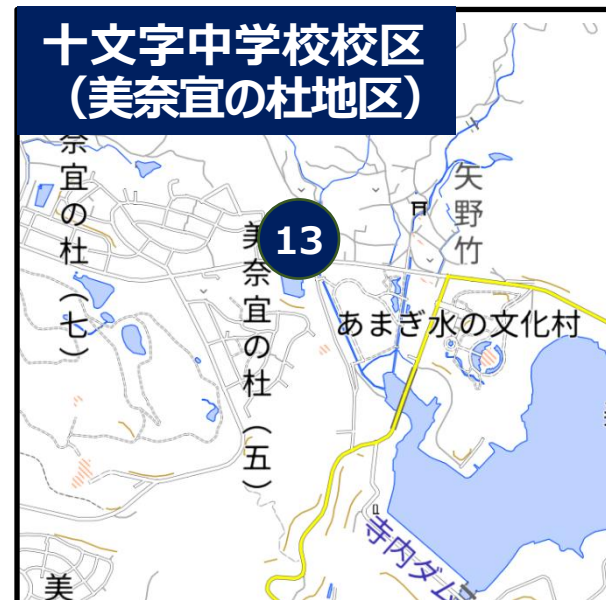 十文字中学校校区
（美奈宜の杜地区）
奈宜の杜（七）
美奈宜の杜（五）
13
矢野竹
あまぎ水の文化村
寺内ダム
美